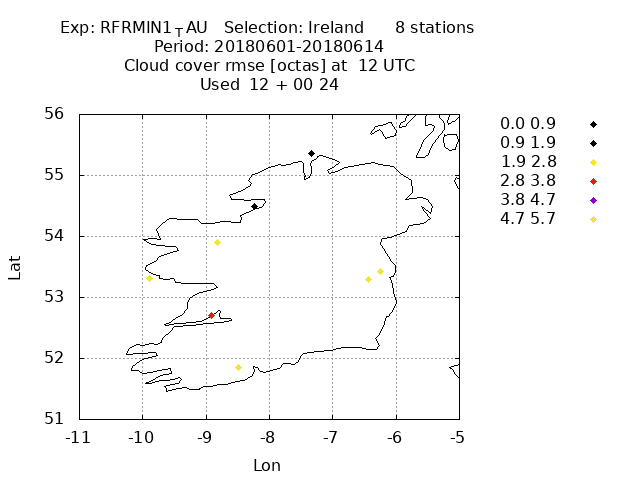 Exp: RFRMIN1TAU Selection: Ireland 8 stations
Period: 20180601-20180614
Cloud cover rmse [octas] at 12 UTC
Used 12 + 00 24
56
55
54
53
52
51
-11 -10 -9 -8 -7 -6 -5
Lat
Lon
0.0 0.9
0.9 1.9
1.9 2.8
2.8 3.8
3.8 4.7
4.7 5.7